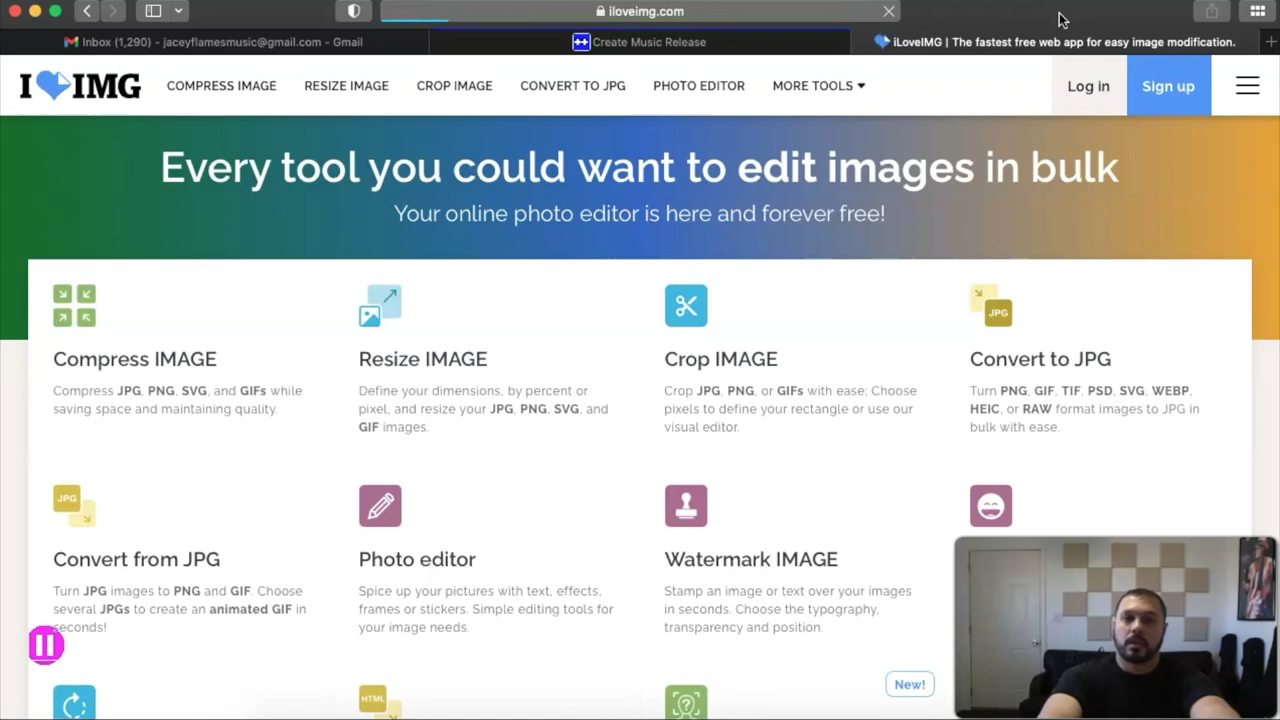 iloveimg.com
Inbox (1,290) - jaceyflamesmusic@gmail.com - Gmail
Create Music Release
iLoveIMG | The fastest free web app for easy image modification.
I IMG
COMPRESS IMAGE
RESIZE IMAGE
CROP IMAGE
CONVERT TO JPG
PHOTO EDITOR
MORE TOOLS
Log in
Sign up
Every tool you could want to edit images in bulk
Your online photo editor is here and forever free!
Compress IMAGE
Compress JPG, PNG, SVG, and GIFs while
saving space and maintaining quality.
Resize IMAGE
Define your dimensions, by percent or
pixel, and resize your JPG, PNG, SVG, and
GIF images.
Crop IMAGE
Crop JPG, PNG, or GIFs with ease; Choose
pixels to define your rectangle or use our
visual editor.
JPG
Convert to JPG
Turn PNG, GIF, TIF, PSD, SVG, WEBP,
HEIC, or RAW format images to JPG in
bulk with ease.
JPG
Convert from JPG
Turn JPG images to PNG and GIF. Choose
several JPGs to create an animated GIF in
seconds!
Photo editor
Spice up your pictures with text, effects,
frames or stickers. Simple editing tools for
your image needs.
Watermark IMAGE
Stamp an image or text over your images
in seconds. Choose the typography,
transparency and position.
HTML
New!